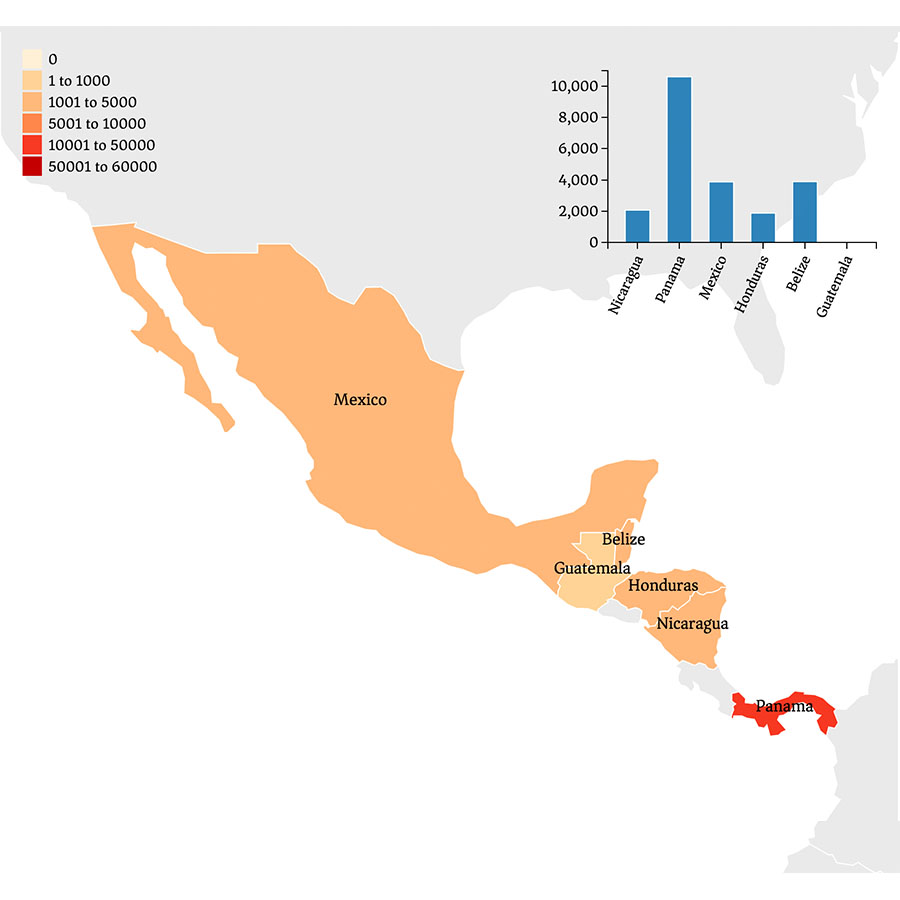 0
1 to 1000
1001 to 5000
5001 to 10000
10001 to 50000
50001 to 60000
10,000
8,000
6,000
4,000
2,000
0
Nicaragua
Panama
Mexico
Honduras
Belize
Guatemala
Mexico
Belize
Guatemala
Honduras
Nicaragua
Panama